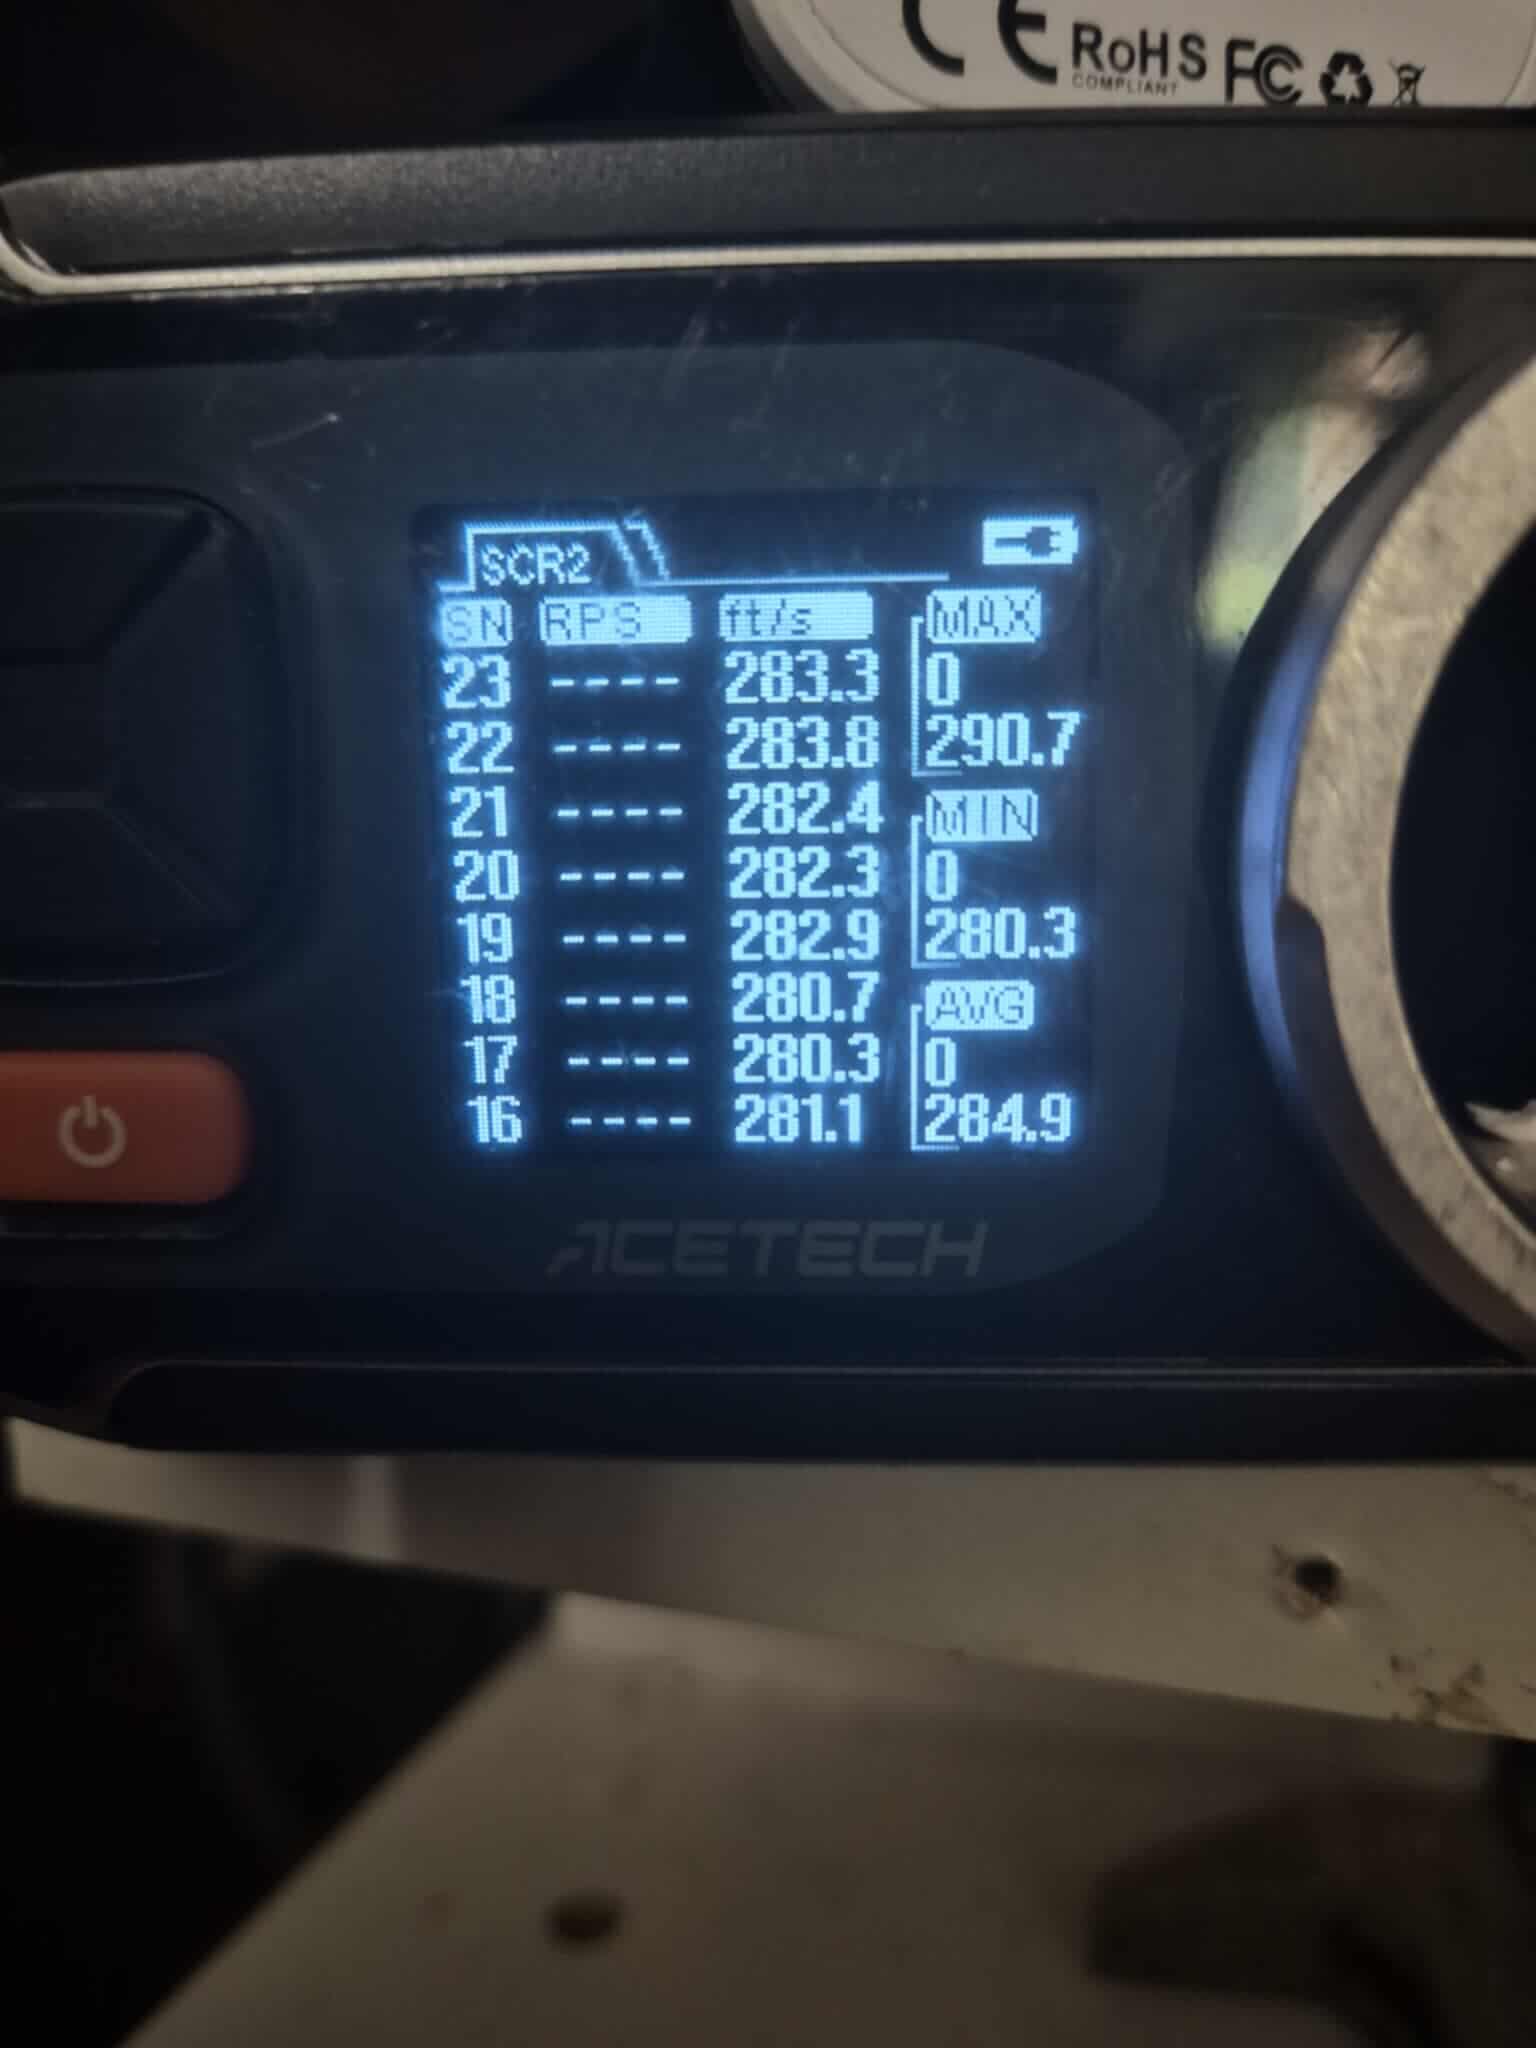 CE RoHS FC
COMPLIANT
SCR2
SN RPS ft/s MAX
23 ---- 283.3 0
22 ---- 283.8 290.7
21 ---- 282.4 MIN
20 ---- 282.3 0
19 ---- 282.9 280.3
18 ---- 280.7 AVG
17 ---- 280.3 0
16 ---- 281.1 284.9
ACETECH